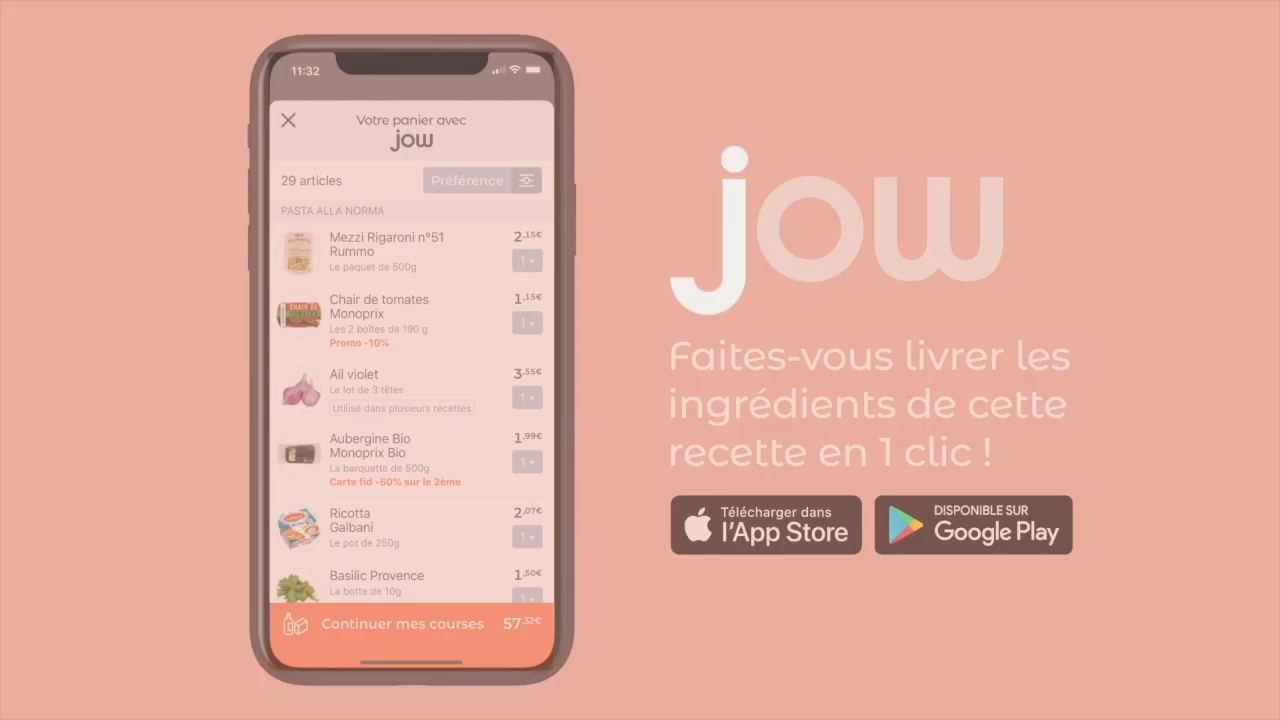 11:32
Votre panier avec
jow
29 articles
Préférence
PASTA ALLA NORMA
Mezzi Rigaroni n°51
Rummo
Le paquet de 500g
2,15€
1
Chair de tomates
Monoprix
Les 2 boîtes de 190 g
Promo -10%
1,15€
1
CHAIR DE
Ail violet
Le lot de 3 têtes
Utilisé dans plusieurs recettes
3,55€
1
Aubergine Bio
Monoprix Bio
La barquette de 500g
Carte fid -50% sur le 2ème
1,99€
1
Ricotta
Galbani
Le pot de 250g
2,07€
1
Basilic Provence
La botte de 10g
1,50€
1
Continuer mes courses
57,32€
jow
Faites-vous livrer les
ingrédients de cette
recette en 1 clic !
Télécharger dans
l'App Store
DISPONIBLE SUR
Google Play